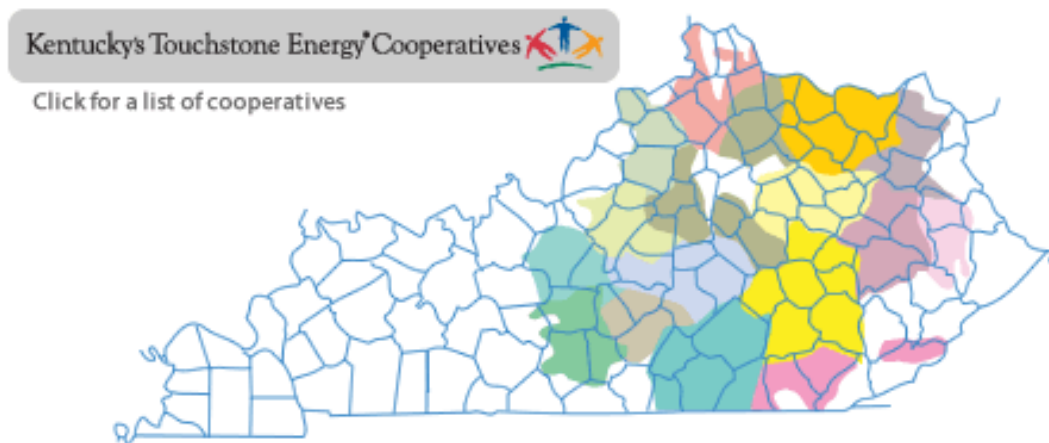 Kentucky's Touchstone Energy® Cooperatives
Click for a list of cooperatives